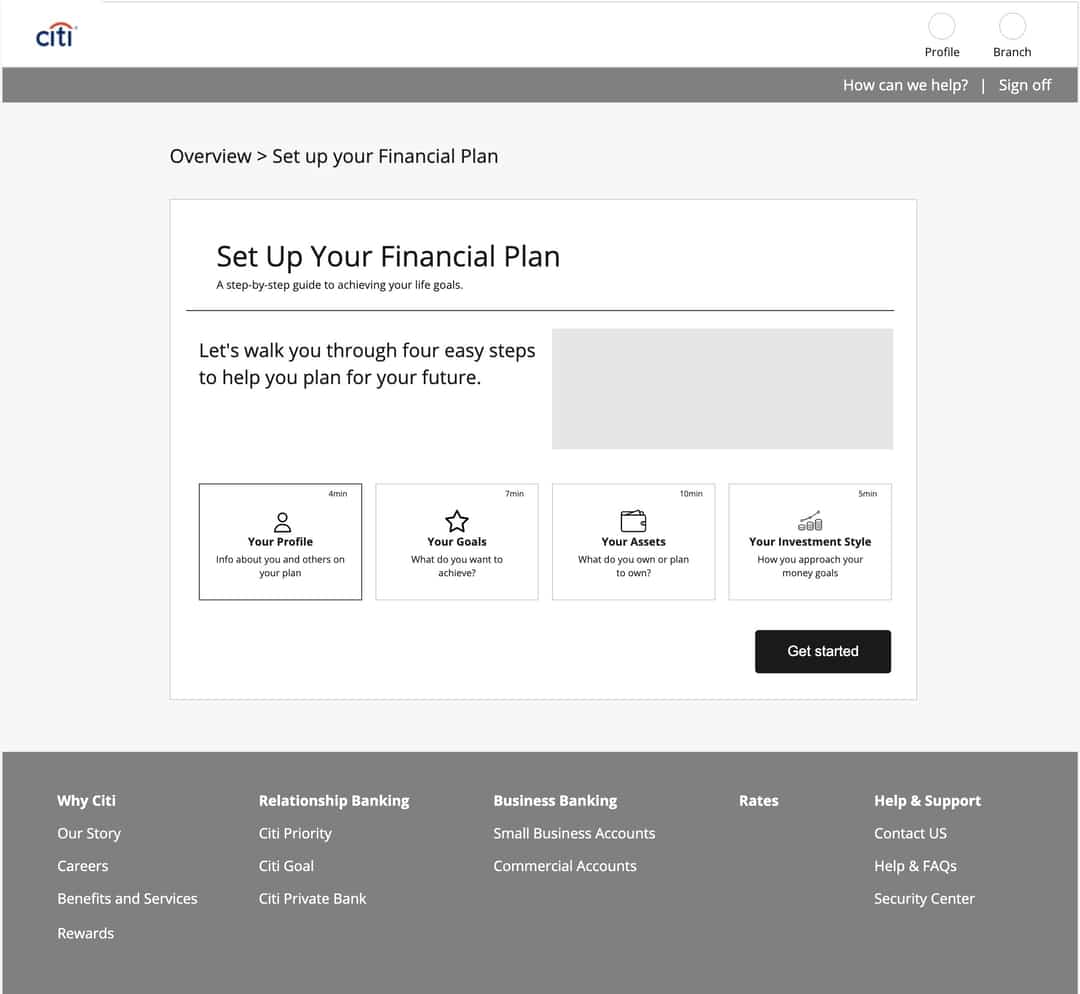 citi
Profile
Branch
How can we help? | Sign off
Overview > Set up your Financial Plan
Set Up Your Financial Plan
A step-by-step guide to achieving your life goals.
Let's walk you through four easy steps
to help you plan for your future.
4min
Your Profile
Info about you and others on
your plan
7min
Your Goals
What do you want to
achieve?
10min
Your Assets
What do you own or plan
to own?
5min
Your Investment Style
How you approach your
money goals
Get started
Why Citi
Our Story
Careers
Benefits and Services
Rewards
Relationship Banking
Citi Priority
Citi Goal
Citi Private Bank
Business Banking
Small Business Accounts
Commercial Accounts
Rates
Help & Support
Contact US
Help & FAQs
Security Center